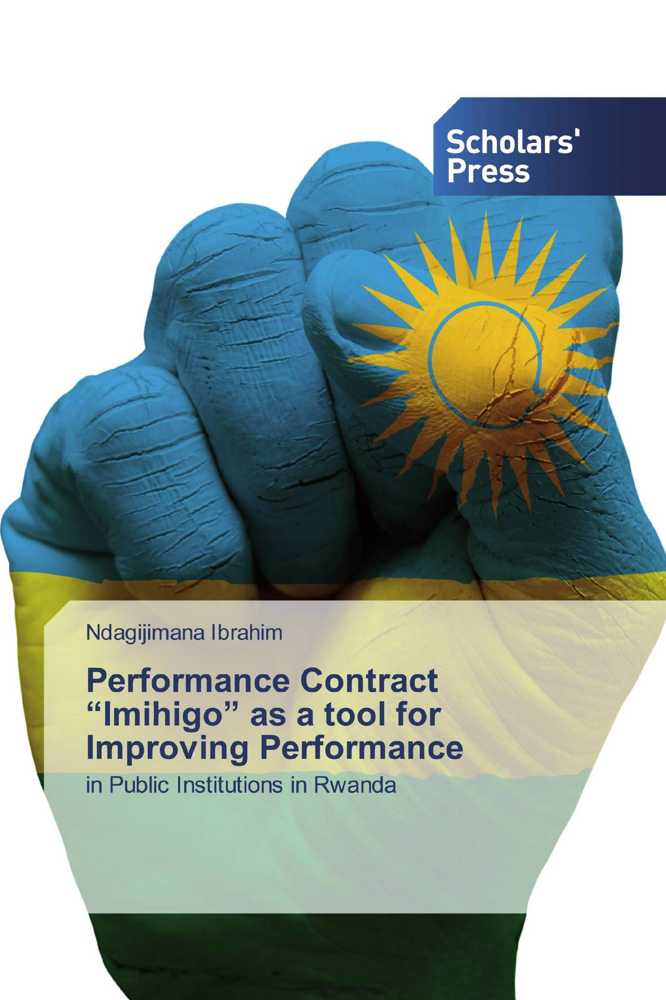 Scholars'
Press
Ndagijimana Ibrahim
Performance Contract
“Imihigo” as a tool for
Improving Performance
in Public Institutions in Rwanda